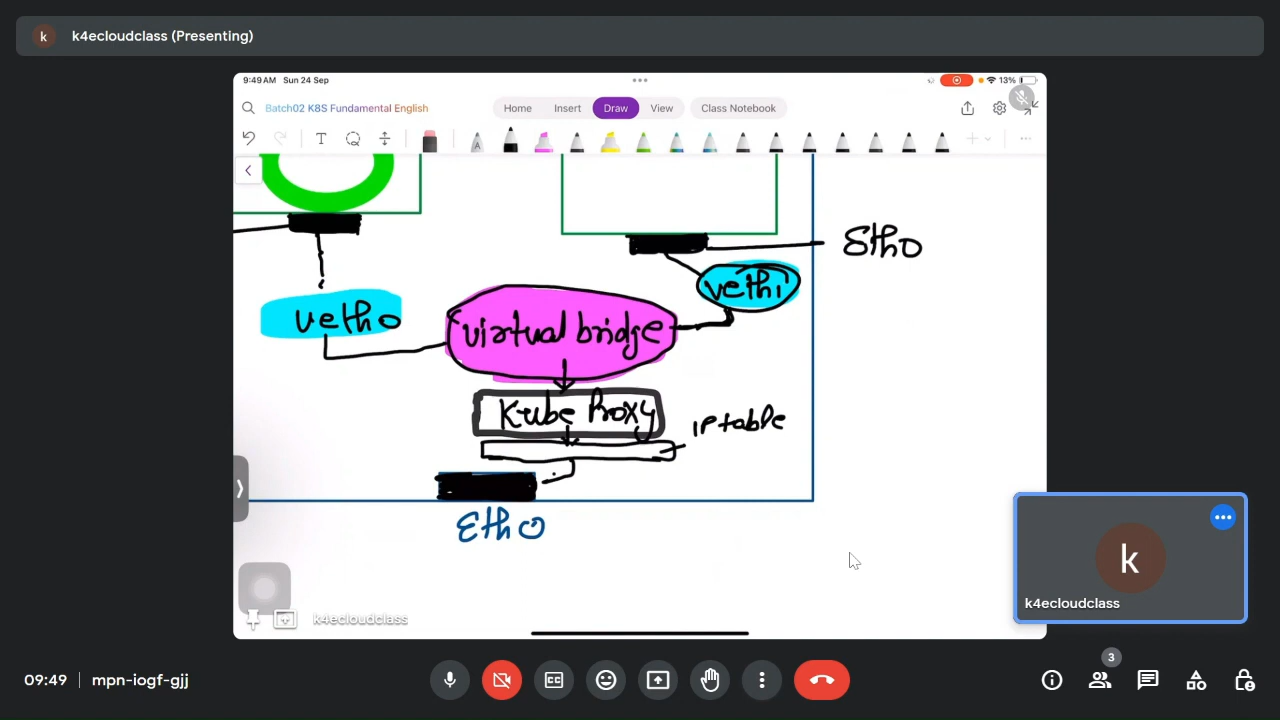 k k4ecloudclass (Presenting)
9:49 AM Sun 24 Sep
13%
Batch02 K8S Fundamental English
Home Insert Draw View Class Notebook
T
A
Eth0
veth1
veth0
virtual bridge
Kube Proxy
iptable
Eth0
k
k4ecloudclass
k4ecloudclass
3
09:49 | mpn-iogf-gjj